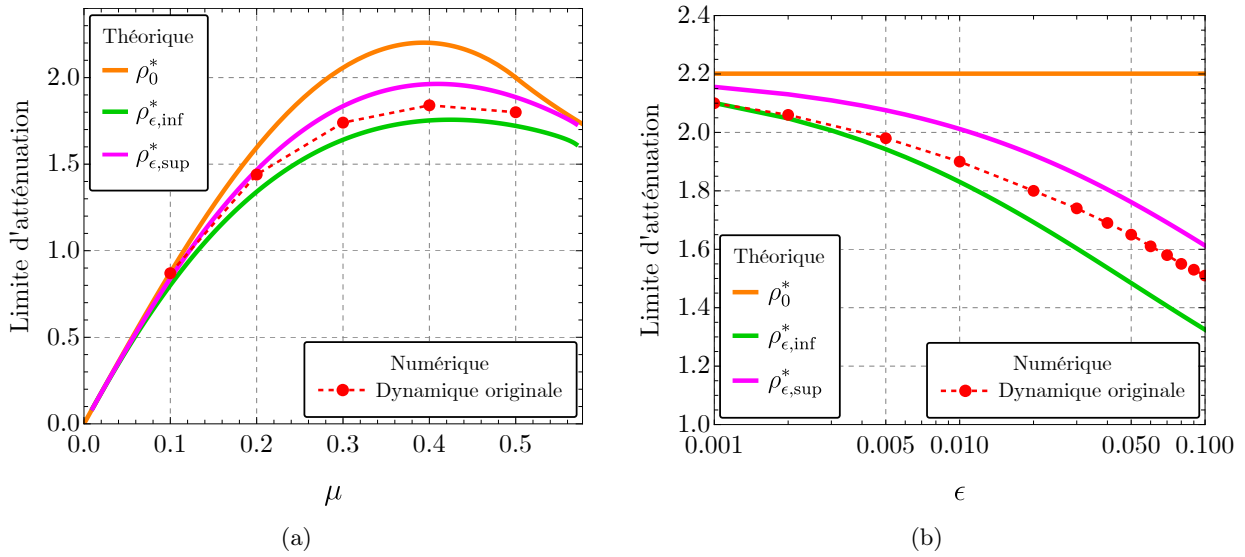 Limite d'atténuation
2.0
1.5
1.0
0.5
0.0
0.0 0.1 0.2 0.3 0.4 0.5
μ
Théorique
ρ₀*
ρ*ϵ,inf
ρ*ϵ,sup
Numérique
Dynamique originale
(a)
Limite d'atténuation
2.4
2.2
2.0
1.8
1.6
1.4
1.2
1.0
0.001 0.005 0.010 0.050 0.100
ϵ
Théorique
ρ₀*
ρ*ϵ,inf
ρ*ϵ,sup
Numérique
Dynamique originale
(b)